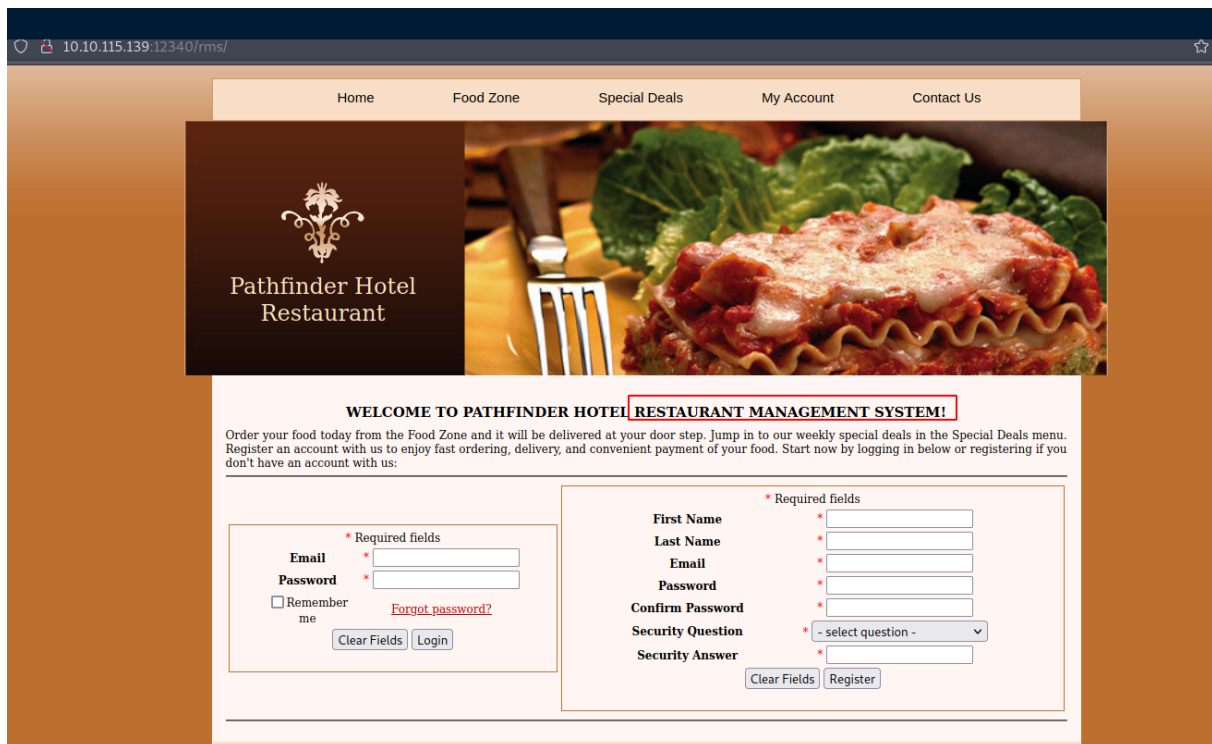 10.10.115.139:12340/rms/
Home Food Zone Special Deals My Account Contact Us
Pathfinder Hotel
Restaurant
WELCOME TO PATHFINDER HOTEL RESTAURANT MANAGEMENT SYSTEM!
Order your food today from the Food Zone and it will be delivered at your door step. Jump in to our weekly special deals in the Special Deals menu.
Register an account with us to enjoy fast ordering, delivery, and convenient payment of your food. Start now by logging in below or registering if you
don't have an account with us:
* Required fields
Email *
Password *
Remember
me
Forgot password?
Clear Fields Login
* Required fields
First Name *
Last Name *
Email *
Password *
Confirm Password *
Security Question * - select question -
Security Answer *
Clear Fields Register